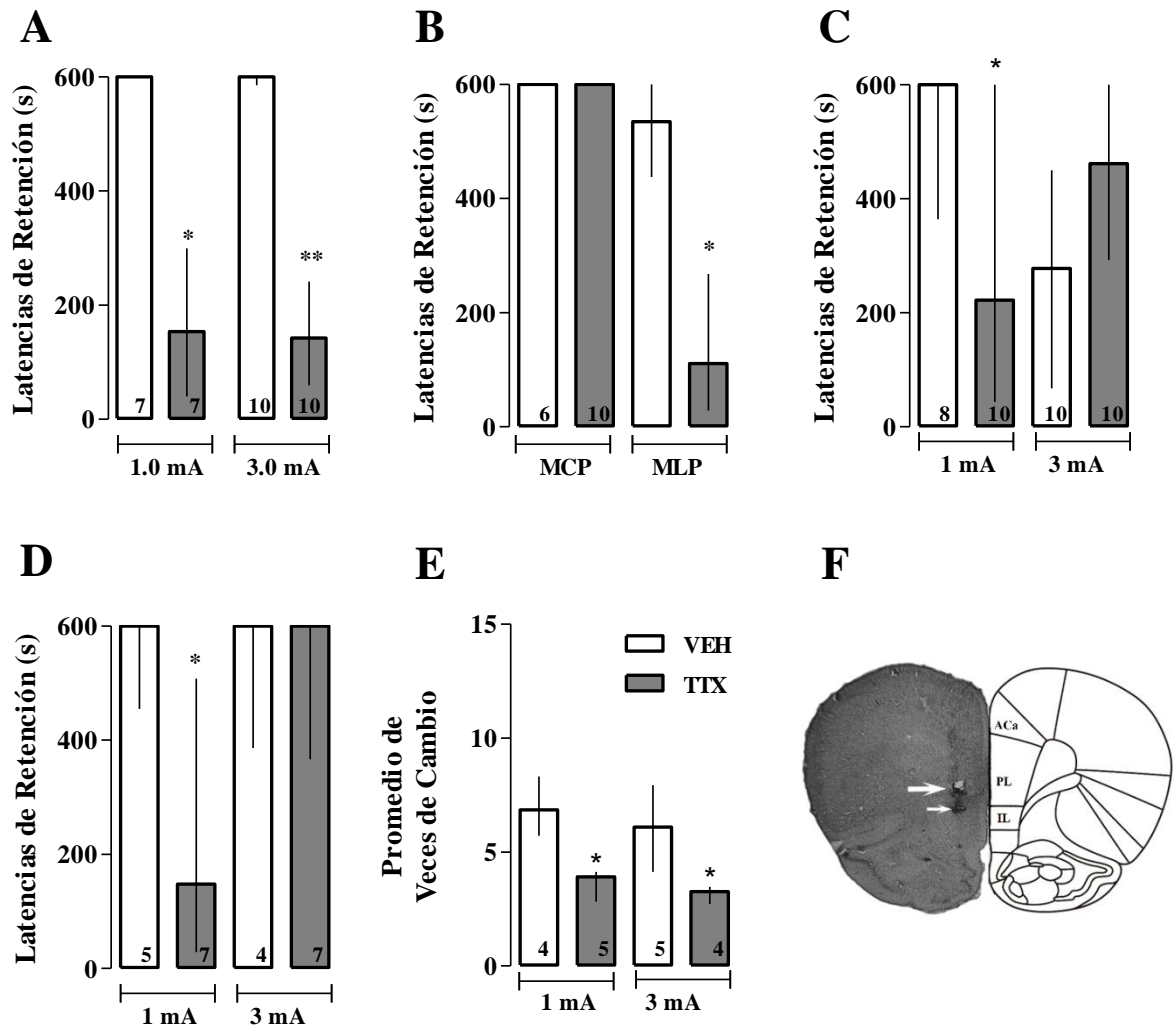 A
Latencias de Retención (s)
600
400
200
0
*
**
7
7
10
10
1.0 mA
3.0 mA
B
Latencias de Retención (s)
600
400
200
0
*
6
10
MCP
MLP
C
Latencias de Retención (s)
600
400
200
0
*
8
10
10
10
1 mA
3 mA
D
Latencias de Retención (s)
600
400
200
0
*
5
7
4
7
1 mA
3 mA
E
Promedio de
Veces de Cambio
15
10
5
0
VEH
TTX
*
*
4
5
5
4
1 mA
3 mA
F
ACa
PL
IL